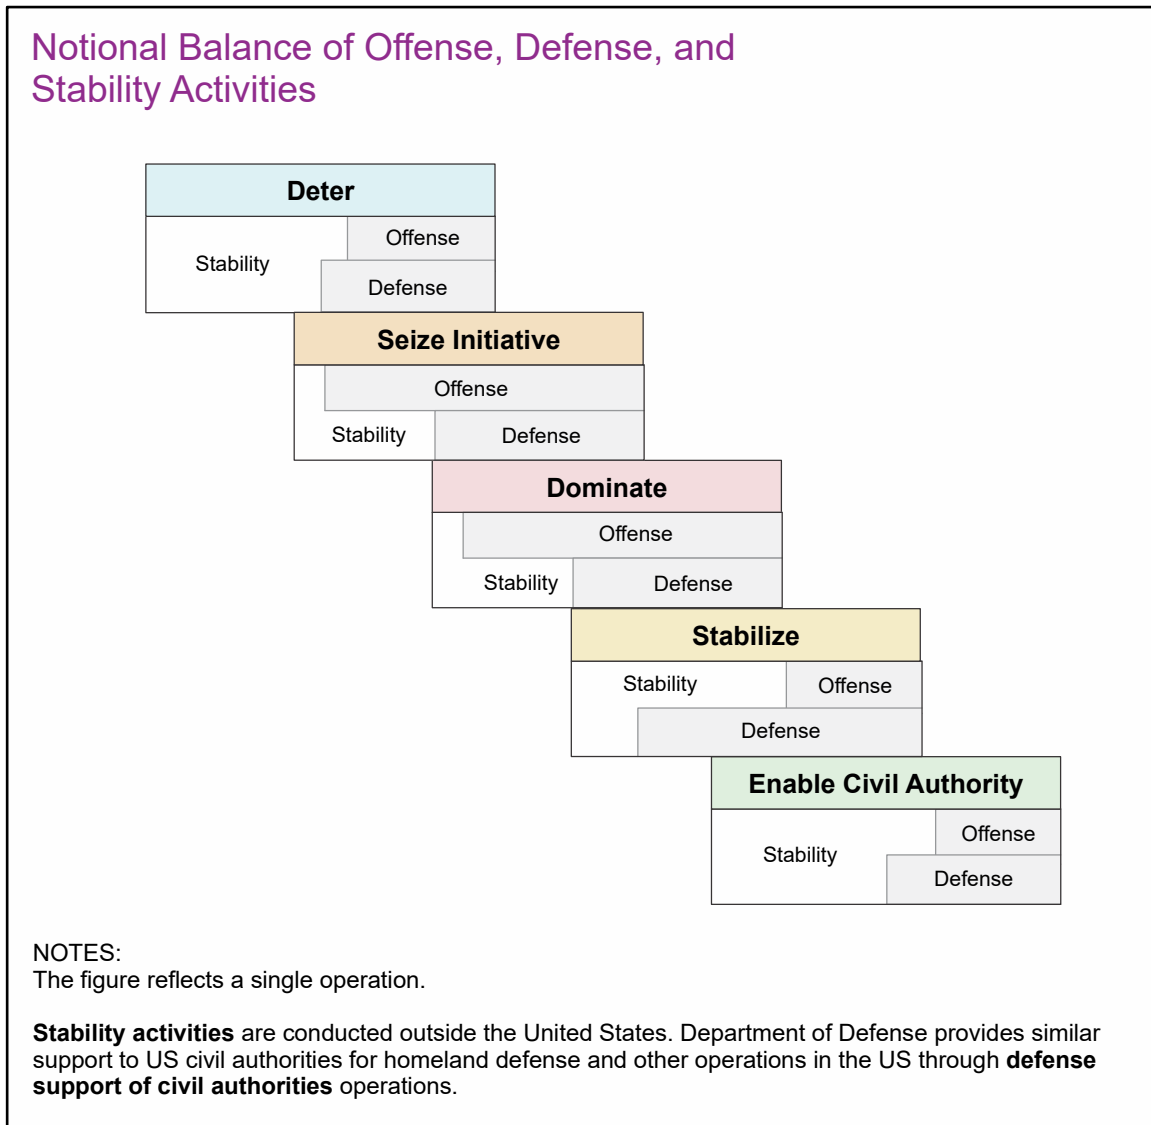 Notional Balance of Offense, Defense, and
Stability Activities
Deter
Offense
Stability
Defense
Seize Initiative
Offense
Stability
Defense
Dominate
Offense
Stability
Defense
Stabilize
Stability
Offense
Defense
Enable Civil Authority
Offense
Stability
Defense
NOTES:
The figure reflects a single operation.
Stability activities are conducted outside the United States. Department of Defense provides similar
support to US civil authorities for homeland defense and other operations in the US through defense
support of civil authorities operations.